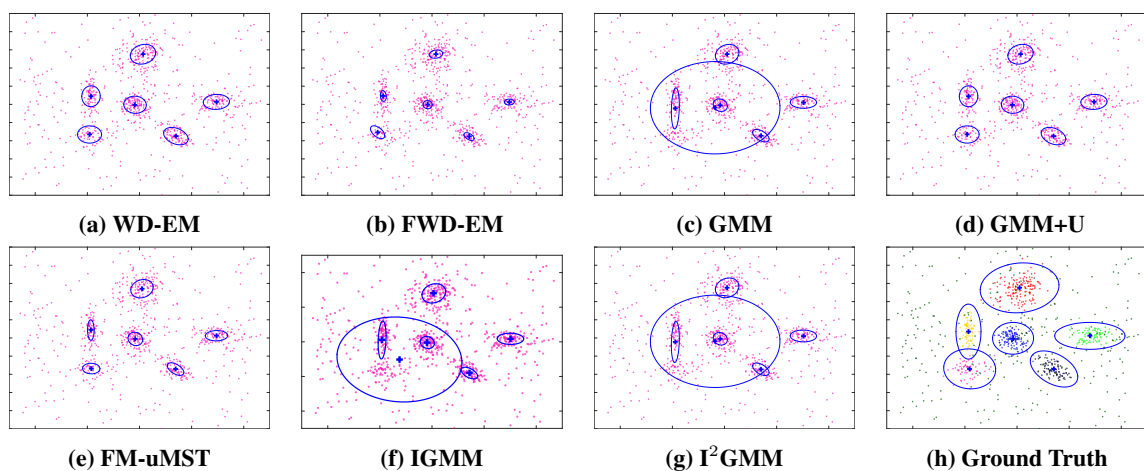 (a) WD-EM
(b) FWD-EM
(c) GMM
(d) GMM+U
(e) FM-uMST
(f) IGMM
(g) I²GMM
(h) Ground Truth